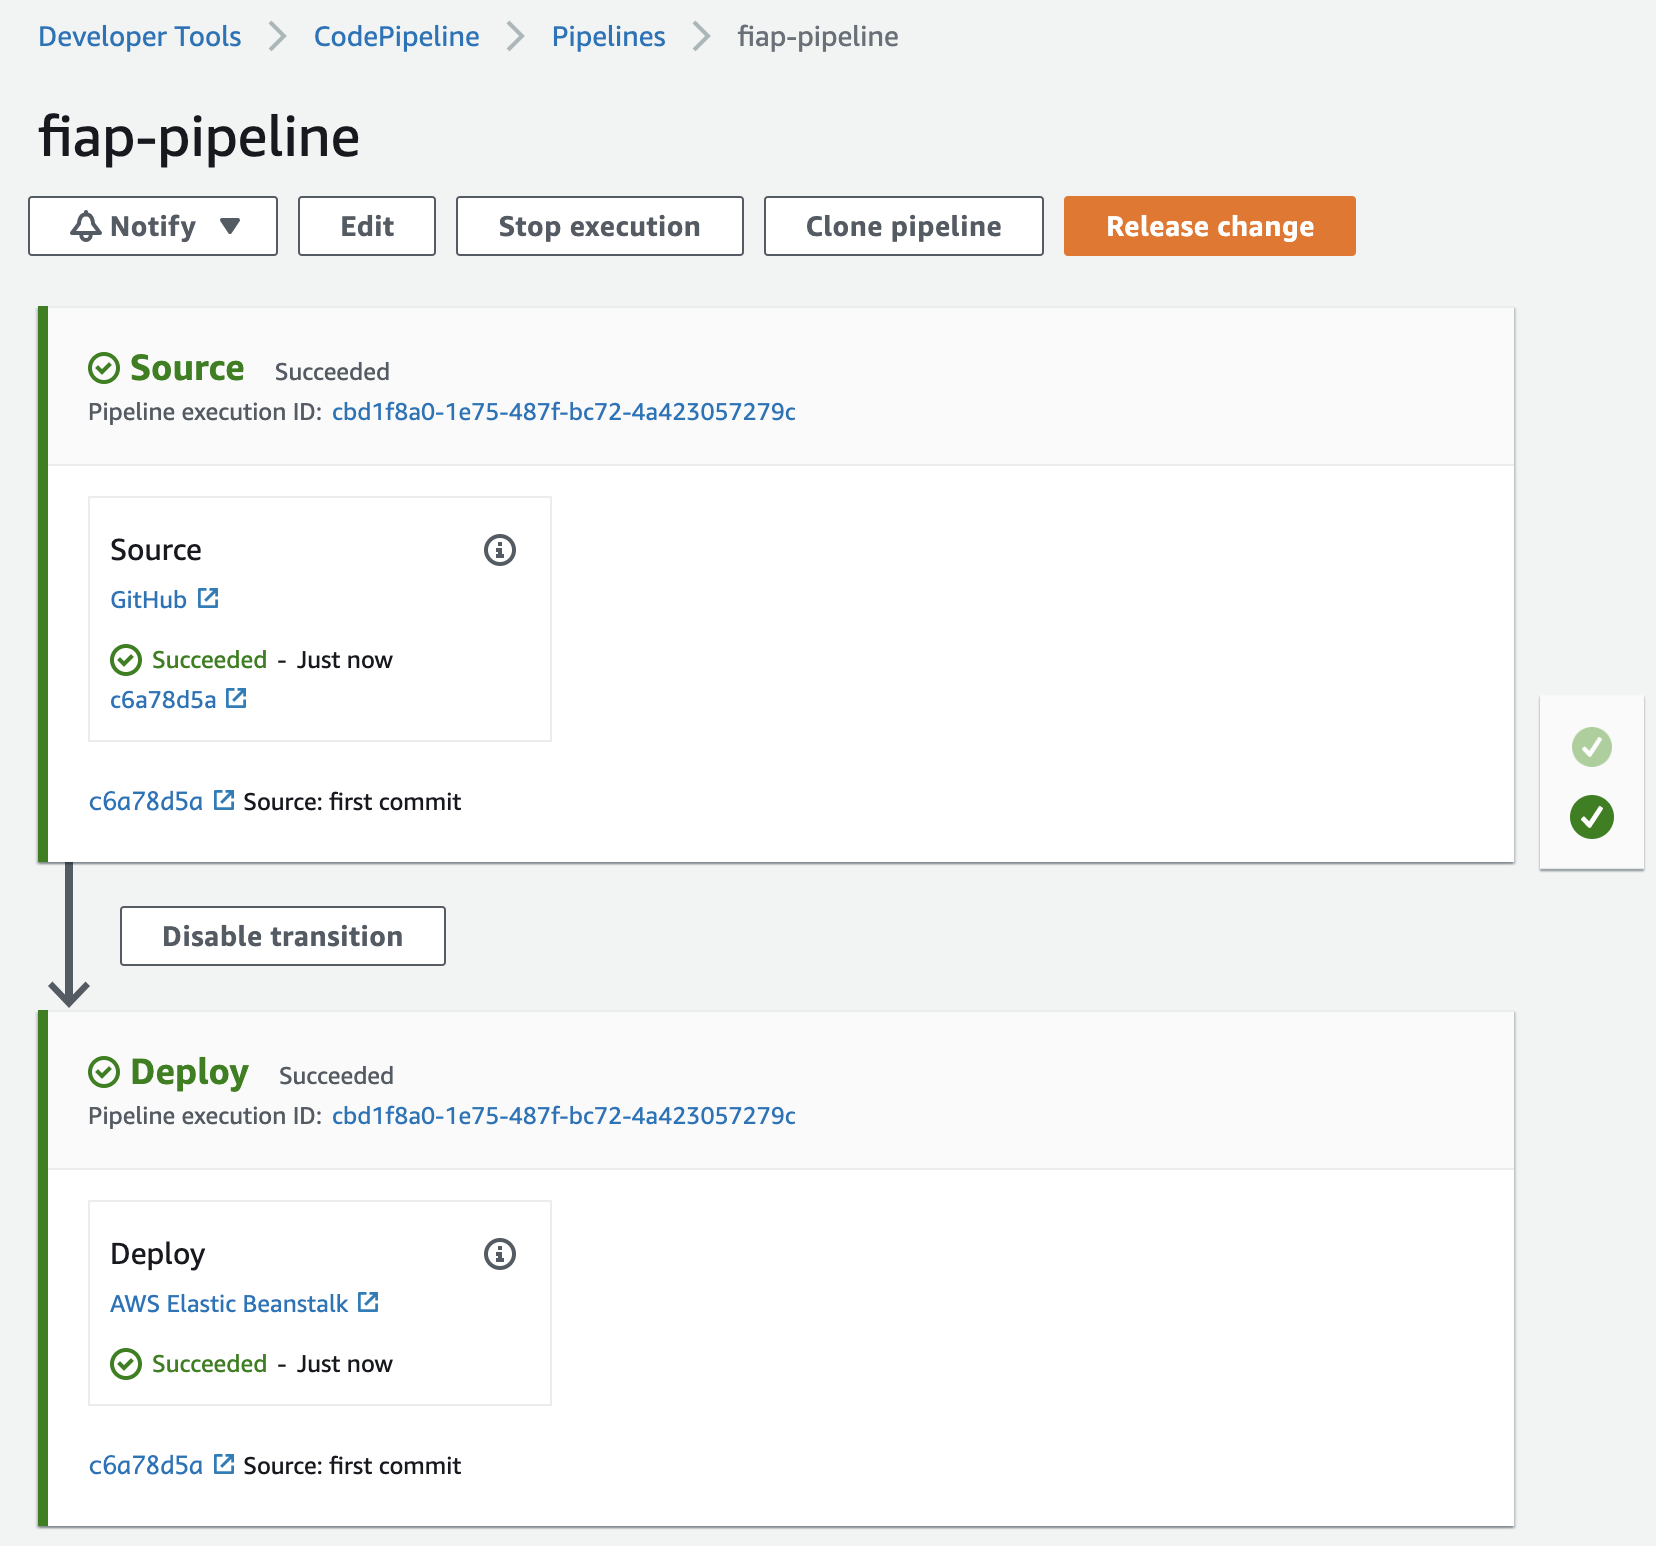 Developer Tools CodePipeline Pipelines fiap-pipeline
fiap-pipeline
Notify Edit Stop execution Clone pipeline Release change
Source Succeeded
Pipeline execution ID: cbd1f8a0-1e75-487f-bc72-4a423057279c
Source
GitHub
Succeeded - Just now
c6a78d5a
c6a78d5a Source: first commit
Disable transition
Deploy Succeeded
Pipeline execution ID: cbd1f8a0-1e75-487f-bc72-4a423057279c
Deploy
AWS Elastic Beanstalk
Succeeded - Just now
c6a78d5a Source: first commit